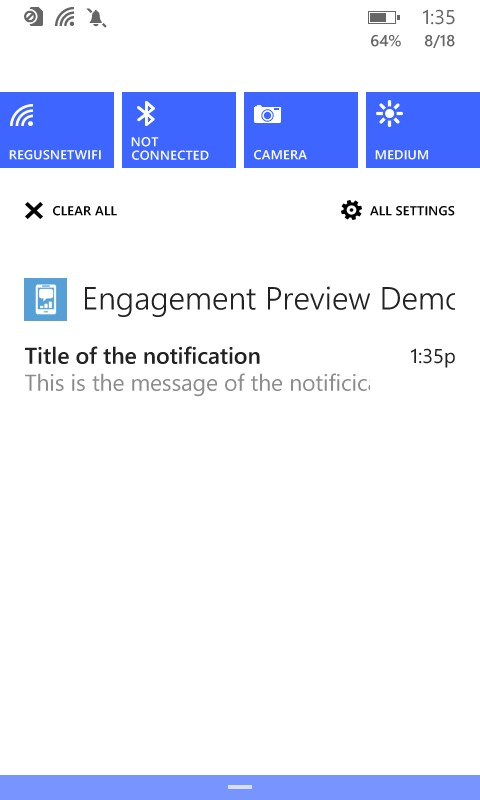 1:35
64% 8/18
REGUSNETWIFI
NOT
CONNECTED
CAMERA
MEDIUM
CLEAR ALL
ALL SETTINGS
Engagement Preview Demo
Title of the notification 1:35p
This is the message of the notificica